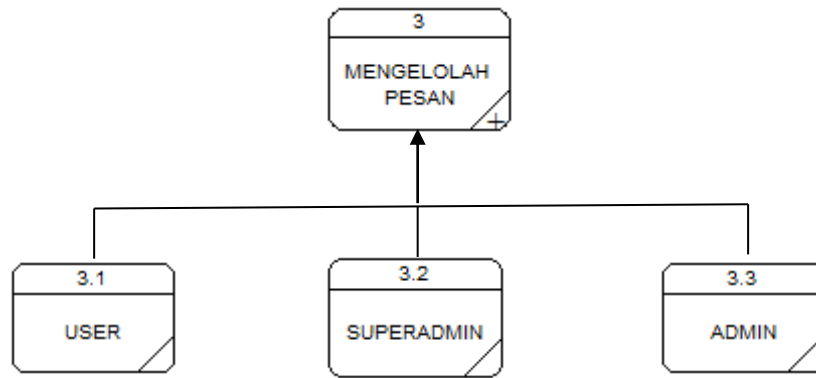 3
MENGELOLAH
PESAN
3.1
USER
3.2
SUPERADMIN
3.3
ADMIN